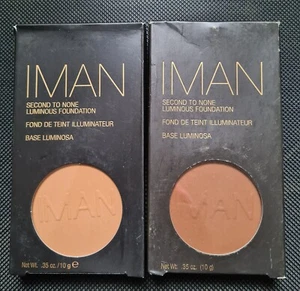 IMAN
SECOND TO NONE
LUMINOUS FOUNDATION
FOND DE TEINT ILLUMINATEUR
BASE LUMINOSA
IMAN
Net Wt. .35 oz. / 10 g ℮
IMAN
SECOND TO NONE
LUMINOUS FOUNDATION
FOND DE TEINT ILLUMINATEUR
BASE LUMINOSA
IMAN
Net Wt. .35 oz. (10 g)